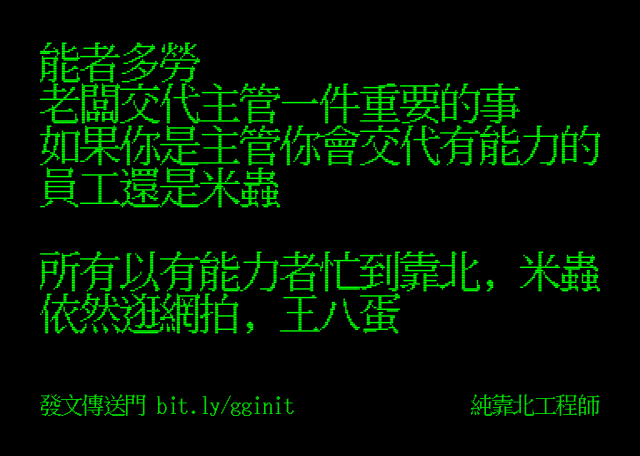 能者多勞
老闆交代主管一件重要的事
如果你是主管你會交代有能力的
員工還是米蟲
所有以有能力者忙到靠北，米蟲
依然逛網拍，王八蛋
發文傳送門 bit.ly/gginit
純靠北工程師